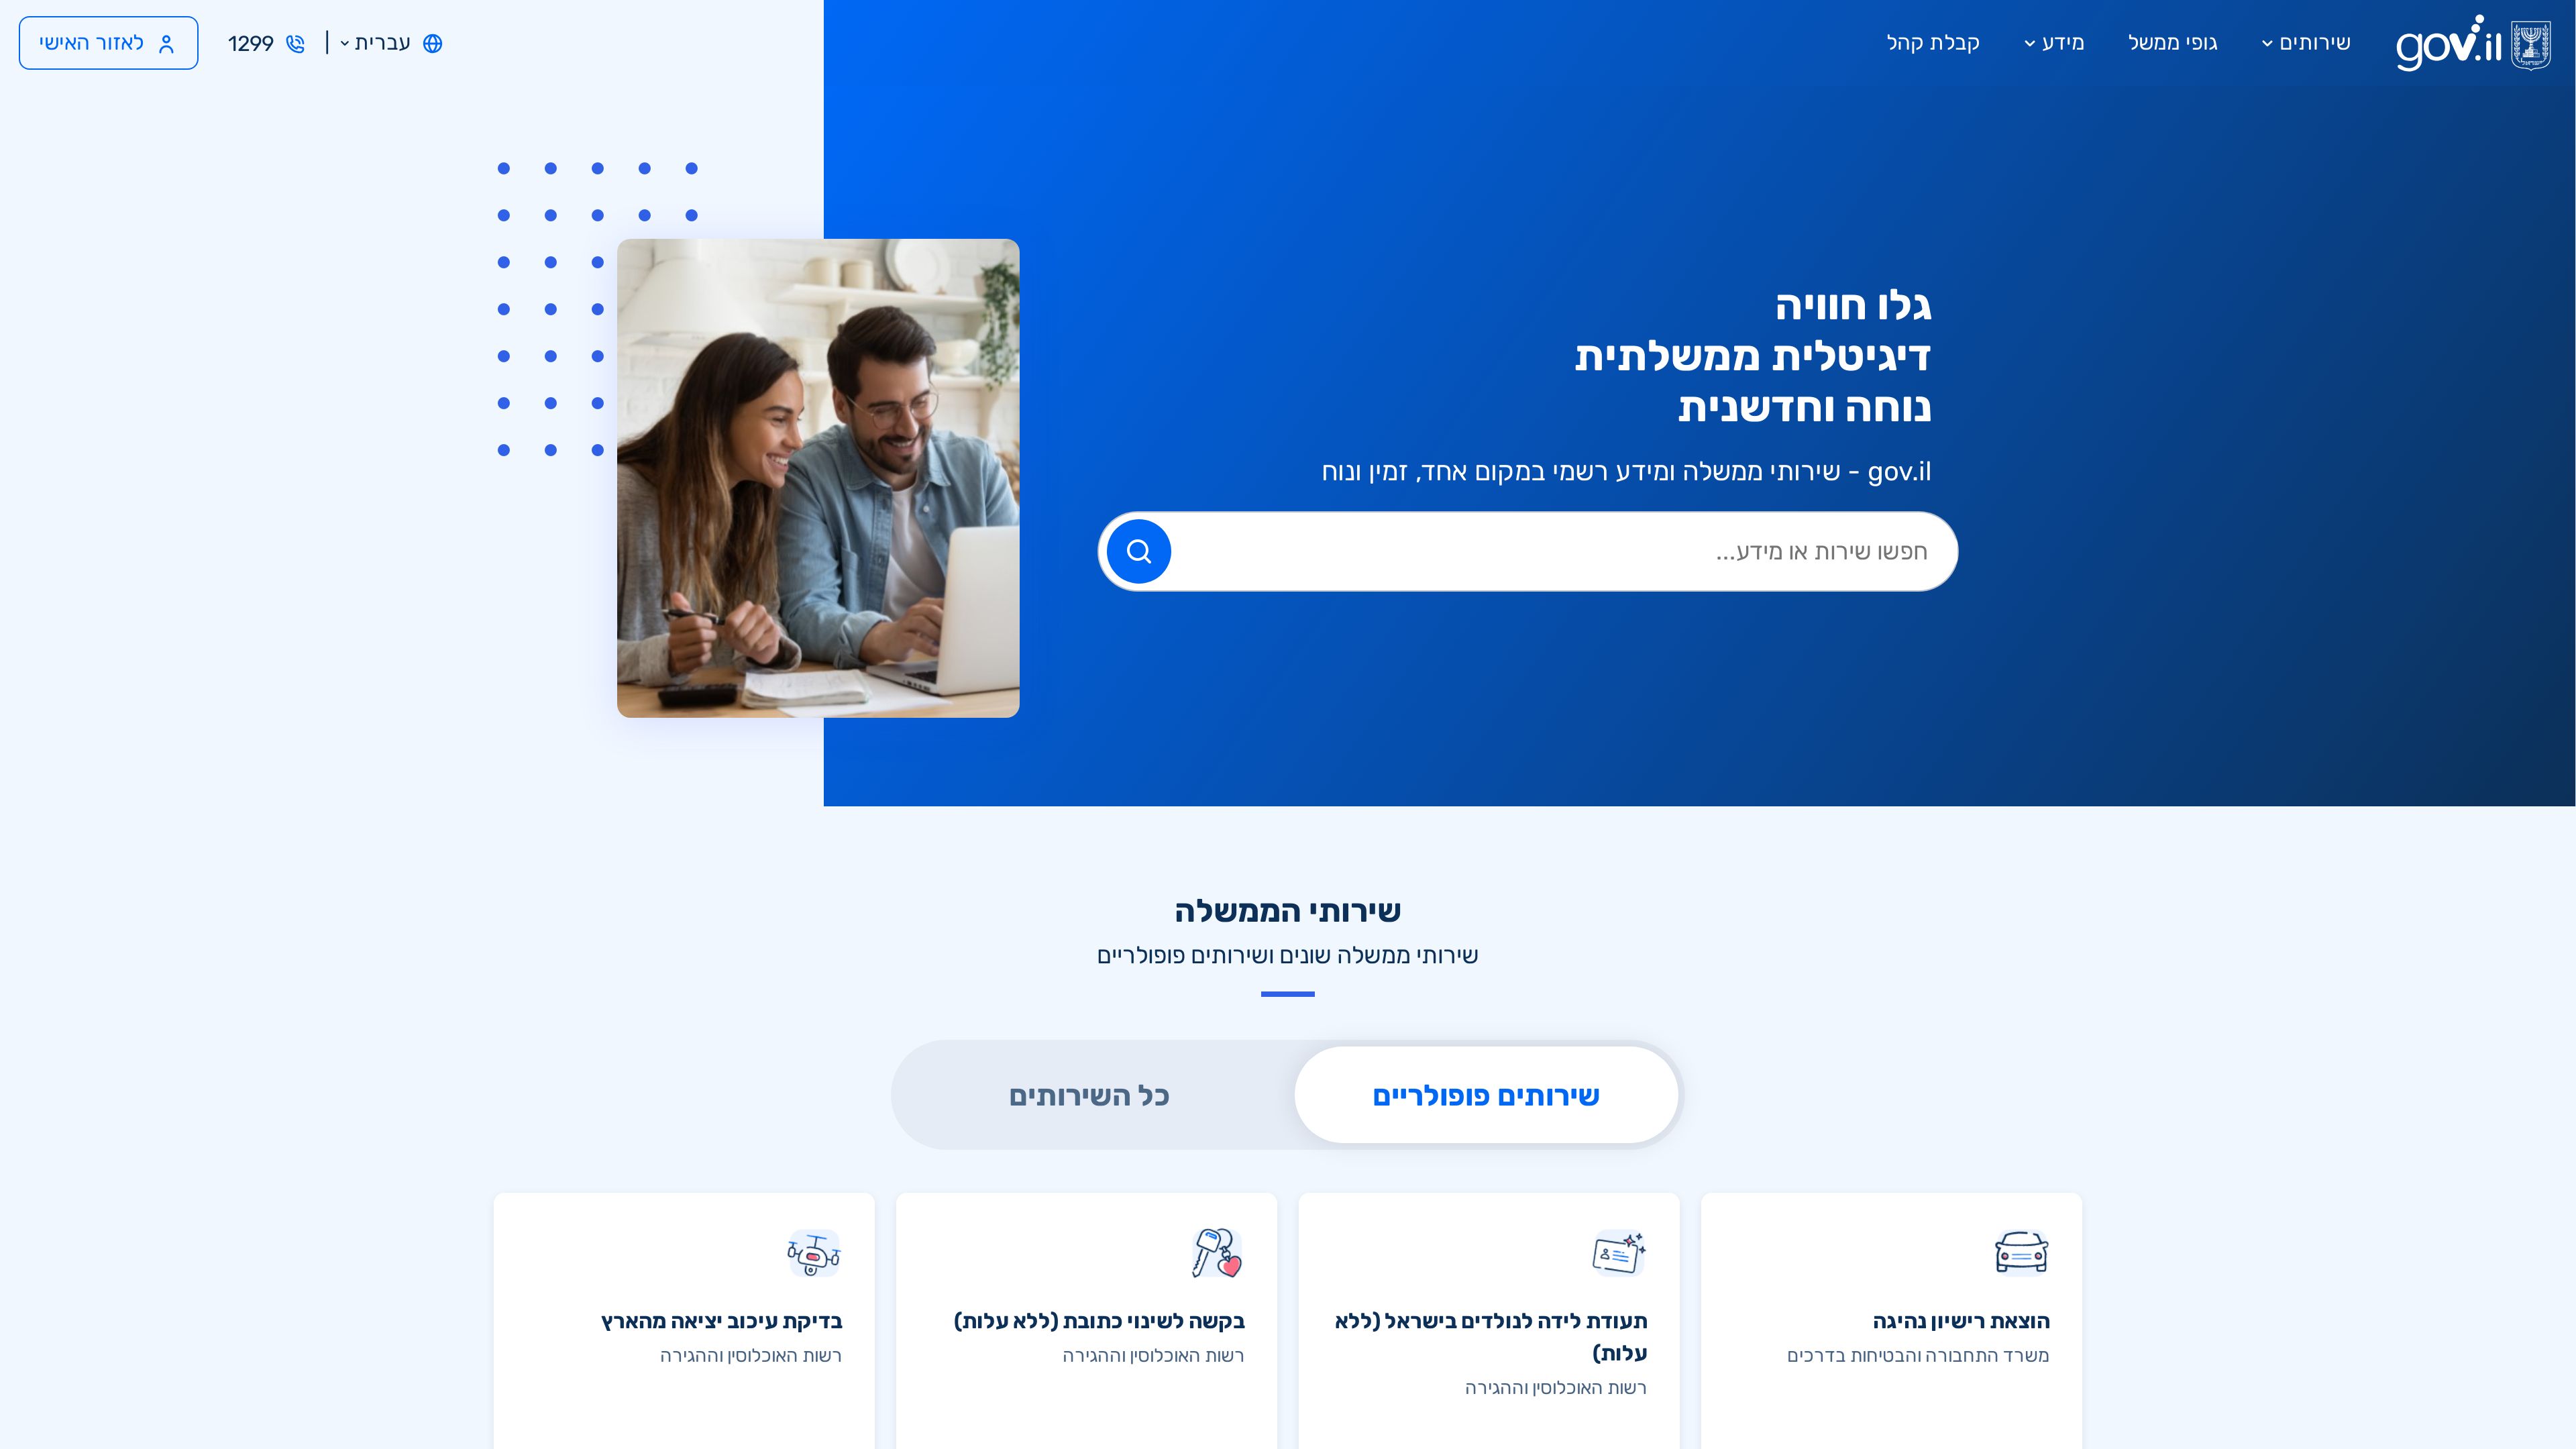 gov.il
שירותים
גופי ממשל
מידע
קבלת קהל
עברית
1299
לאזור האישי
גלו חוויה
דיגיטלית ממשלתית
נוחה וחדשנית
gov.il - שירותי ממשלה ומידע רשמי במקום אחד, זמין ונוח
חפשו שירות או מידע...
שירותי הממשלה
שירותי ממשלה שונים ושירותים פופולריים
שירותים פופולריים
כל השירותים
הוצאת רישיון נהיגה
משרד התחבורה והבטיחות בדרכים
תעודת לידה לנולדים בישראל (ללא
עלות)
רשות האוכלוסין וההגירה
בקשה לשינוי כתובת (ללא עלות)
רשות האוכלוסין וההגירה
בדיקת עיכוב יציאה מהארץ
רשות האוכלוסין וההגירה